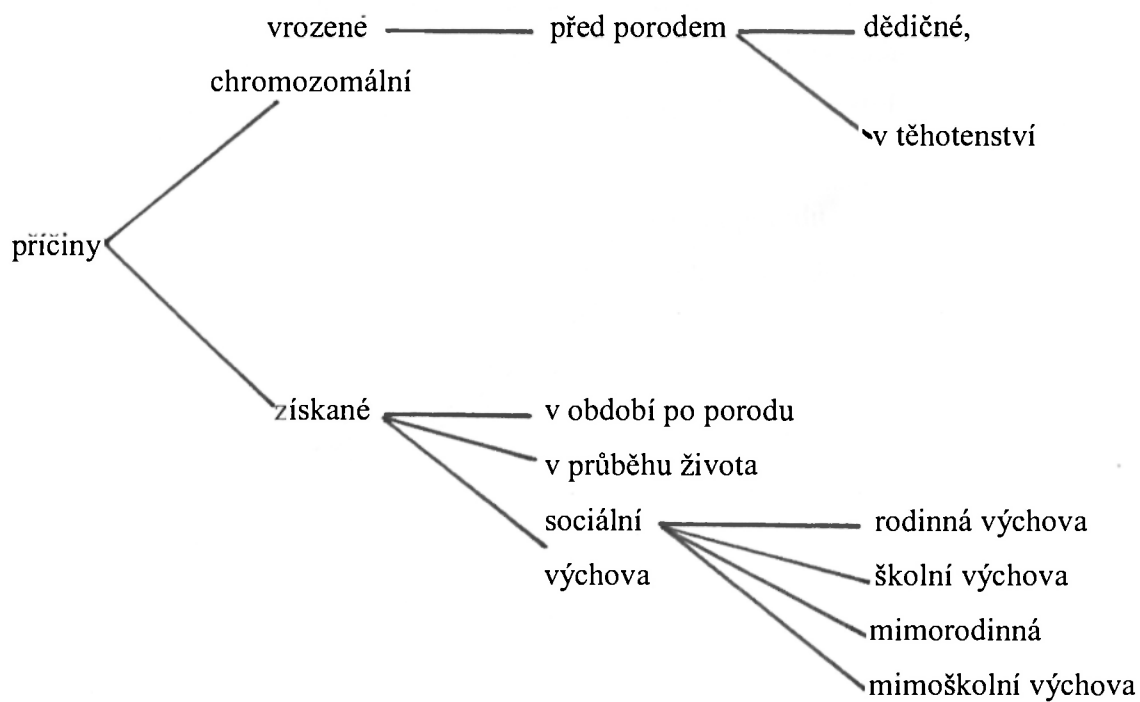 vrozené
před porodem
dědičné,
chromozomální
v těhotenství
příčiny
získané
v období po porodu
v průběhu života
sociální
rodinná výchova
výchova
školní výchova
mimorodinná
mimoškolní výchova